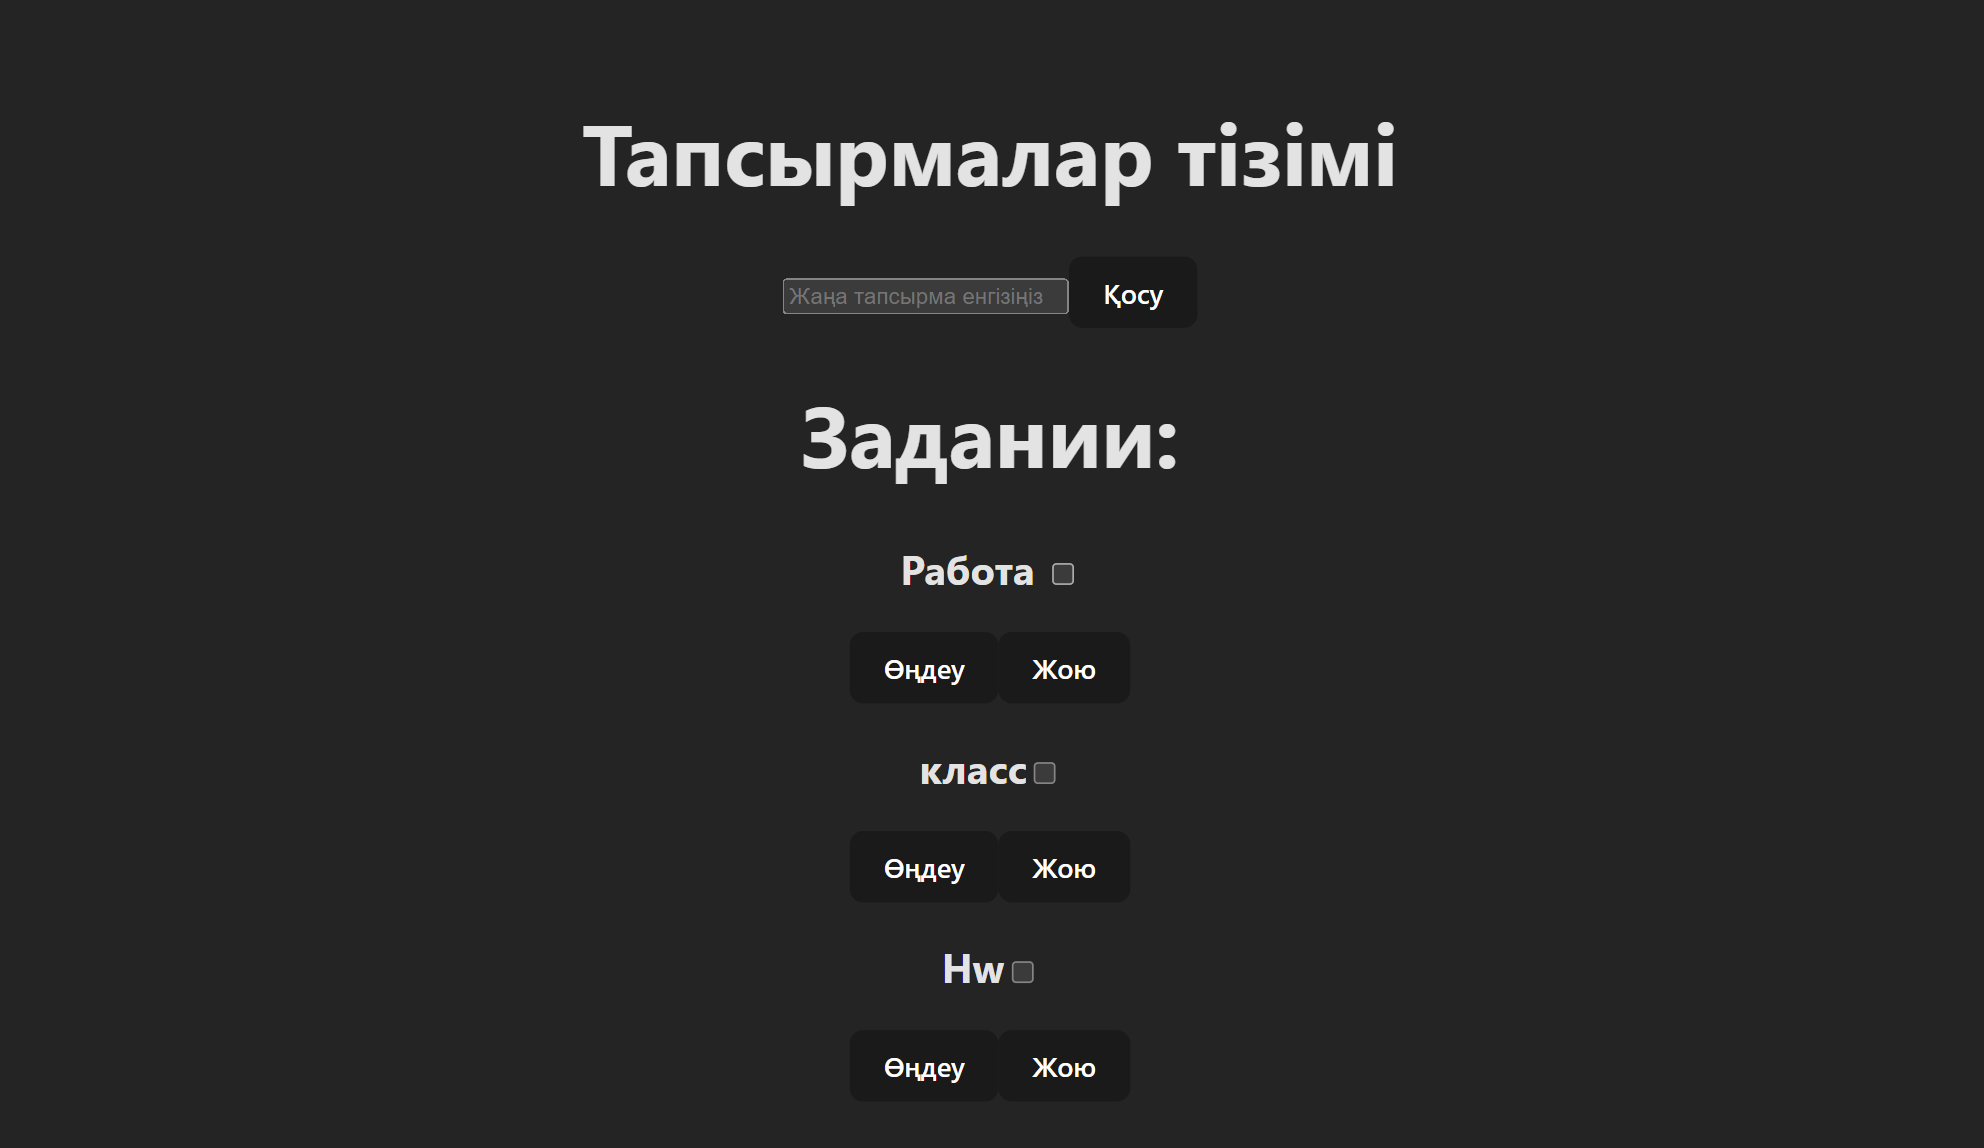 Тапсырмалар тізімі
Жаңа тапсырма енгізіңіз Қосу
Задании:
Работа
Өңдеу Жою
класс
Өңдеу Жою
Hw
Өңдеу Жою